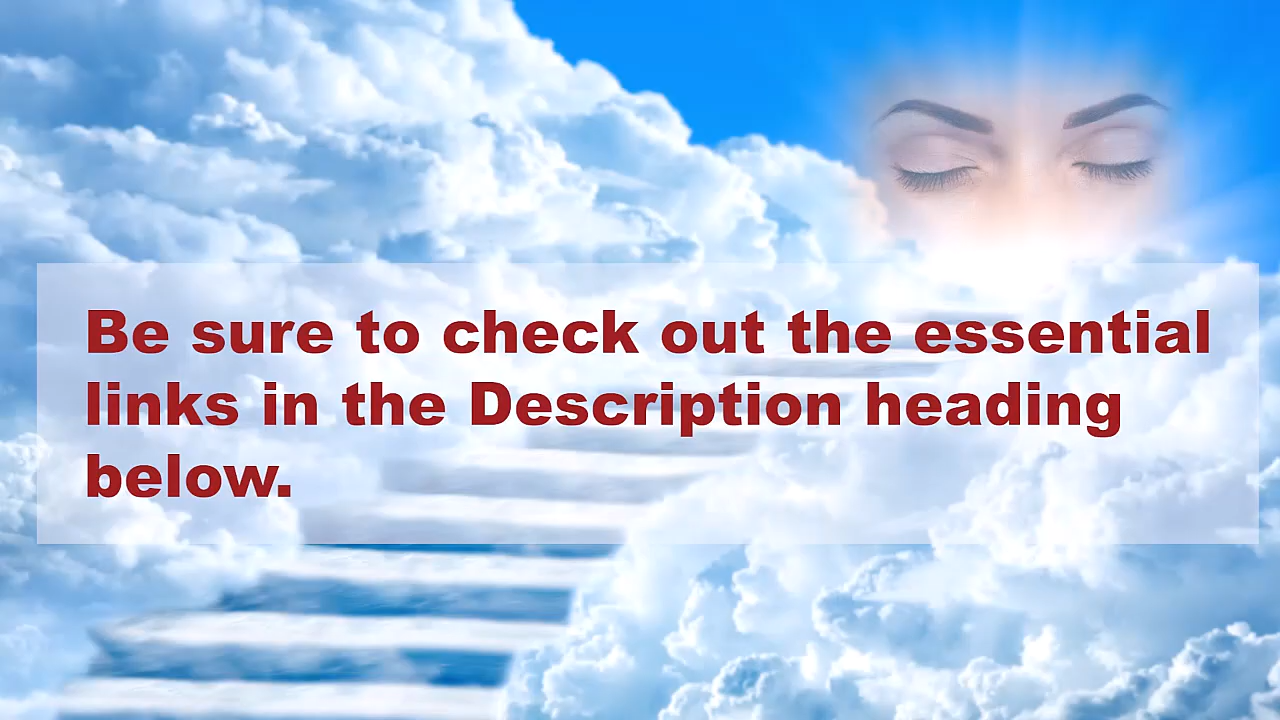 Be sure to check out the essential
links in the Description heading
below.